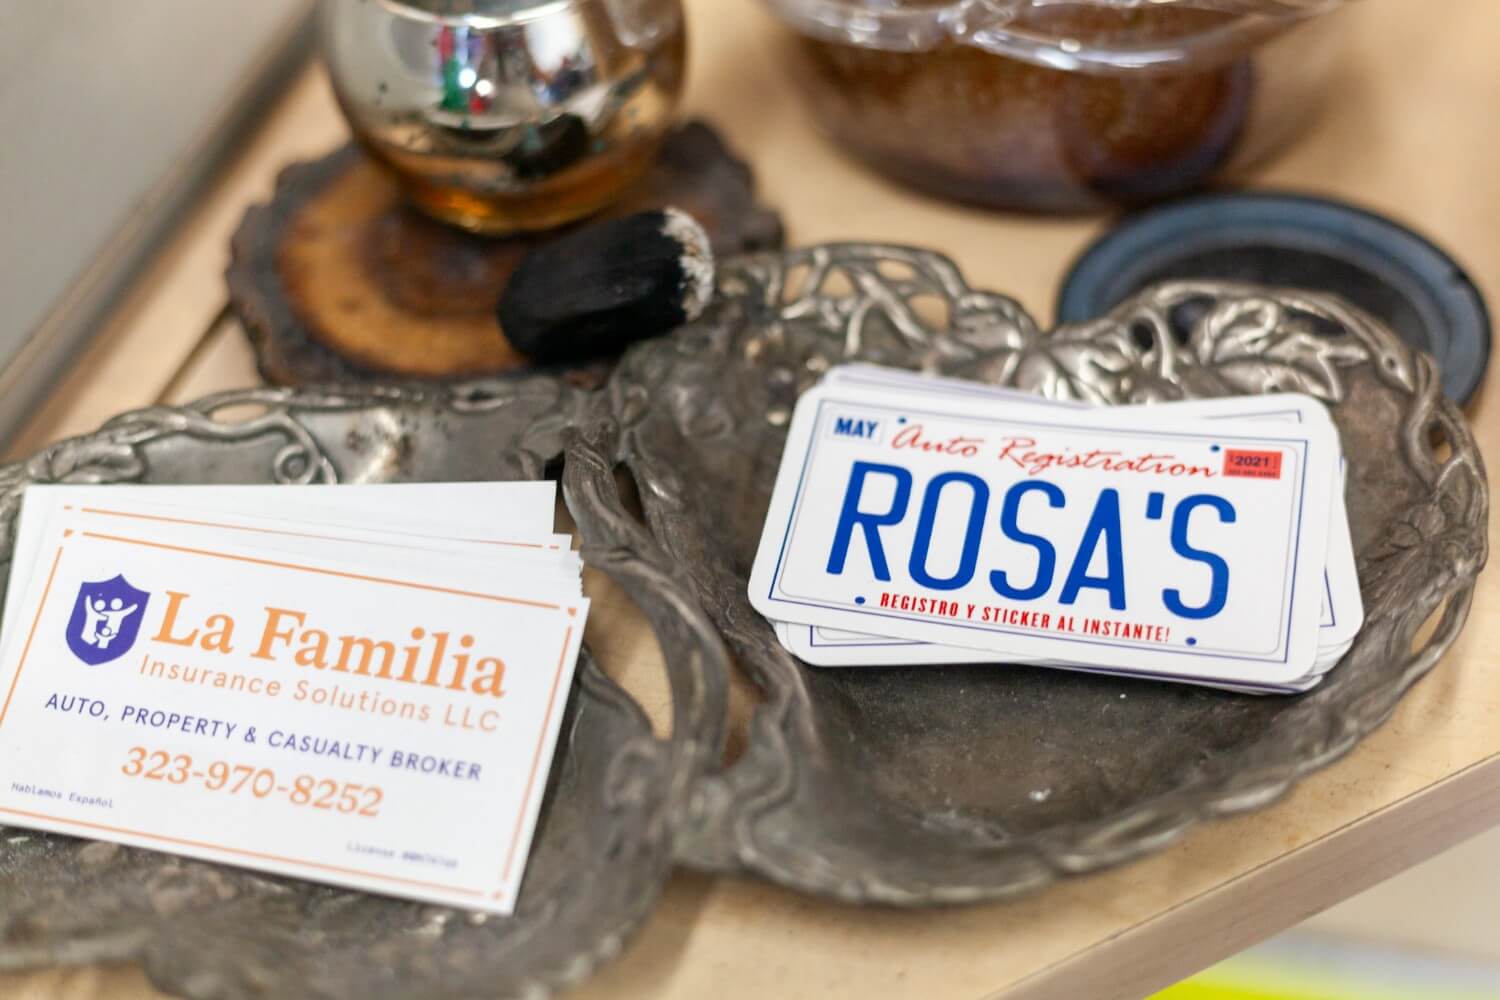 La Familia
Insurance Solutions LLC
AUTO, PROPERTY & CASUALTY BROKER
323-970-8252
Hablamos Español
License
MAY
Auto Registration
2021
ROSA'S
REGISTRO Y STICKER AL INSTANTE!